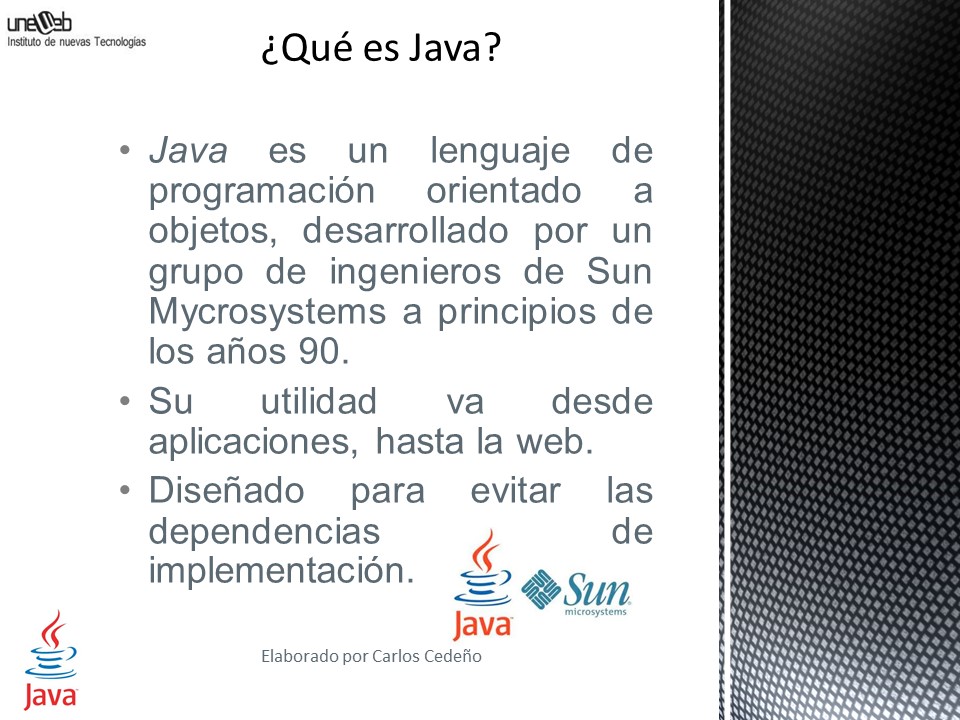 uneWeb
Instituto de nuevas Tecnologías
¿Qué es Java?
• Java es un lenguaje de
programación orientado a
objetos, desarrollado por un
grupo de ingenieros de Sun
Mycrosystems a principios de
los años 90.
• Su utilidad va desde
aplicaciones, hasta la web.
• Diseñado para evitar las
dependencias de
implementación.
Java
Sun
microsystems
Elaborado por Carlos Cedeño
Java